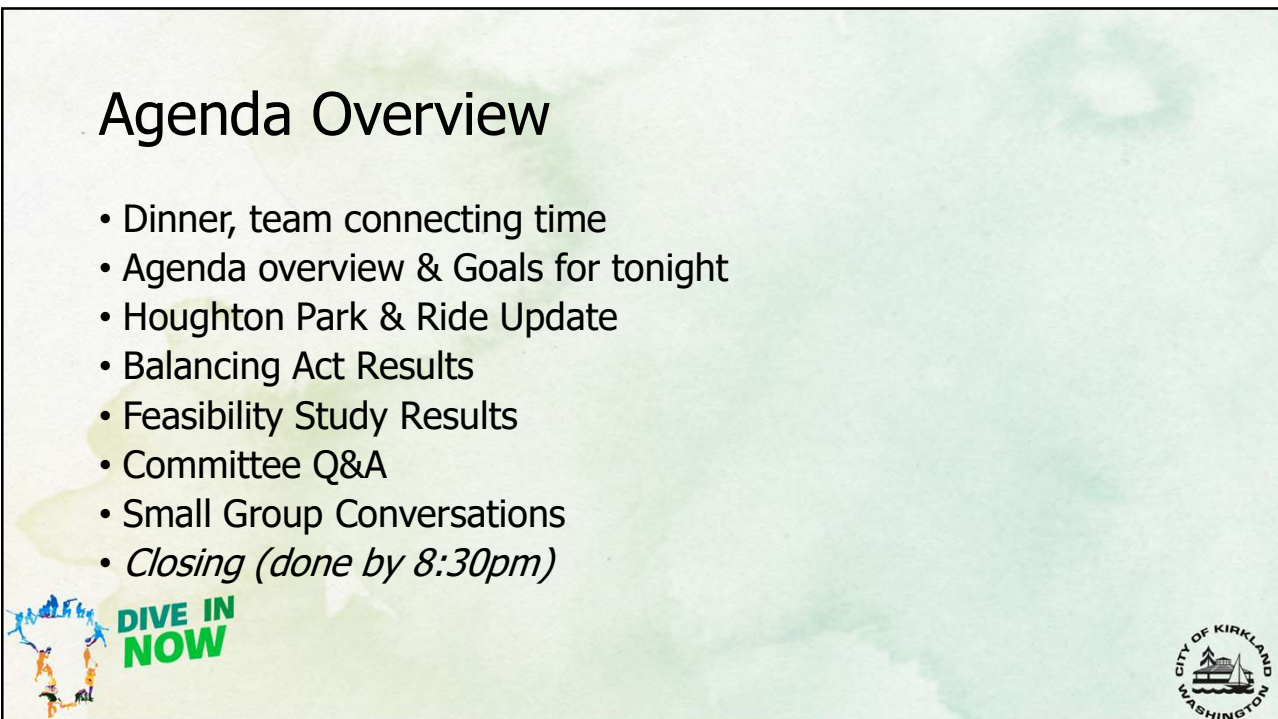 Agenda Overview
• Dinner, team connecting time
• Agenda overview & Goals for tonight
• Houghton Park & Ride Update
• Balancing Act Results
• Feasibility Study Results
• Committee Q&A
• Small Group Conversations
• Closing (done by 8:30pm)
DIVE IN
NOW
CITY OF KIRKLAND
WASHINGTON